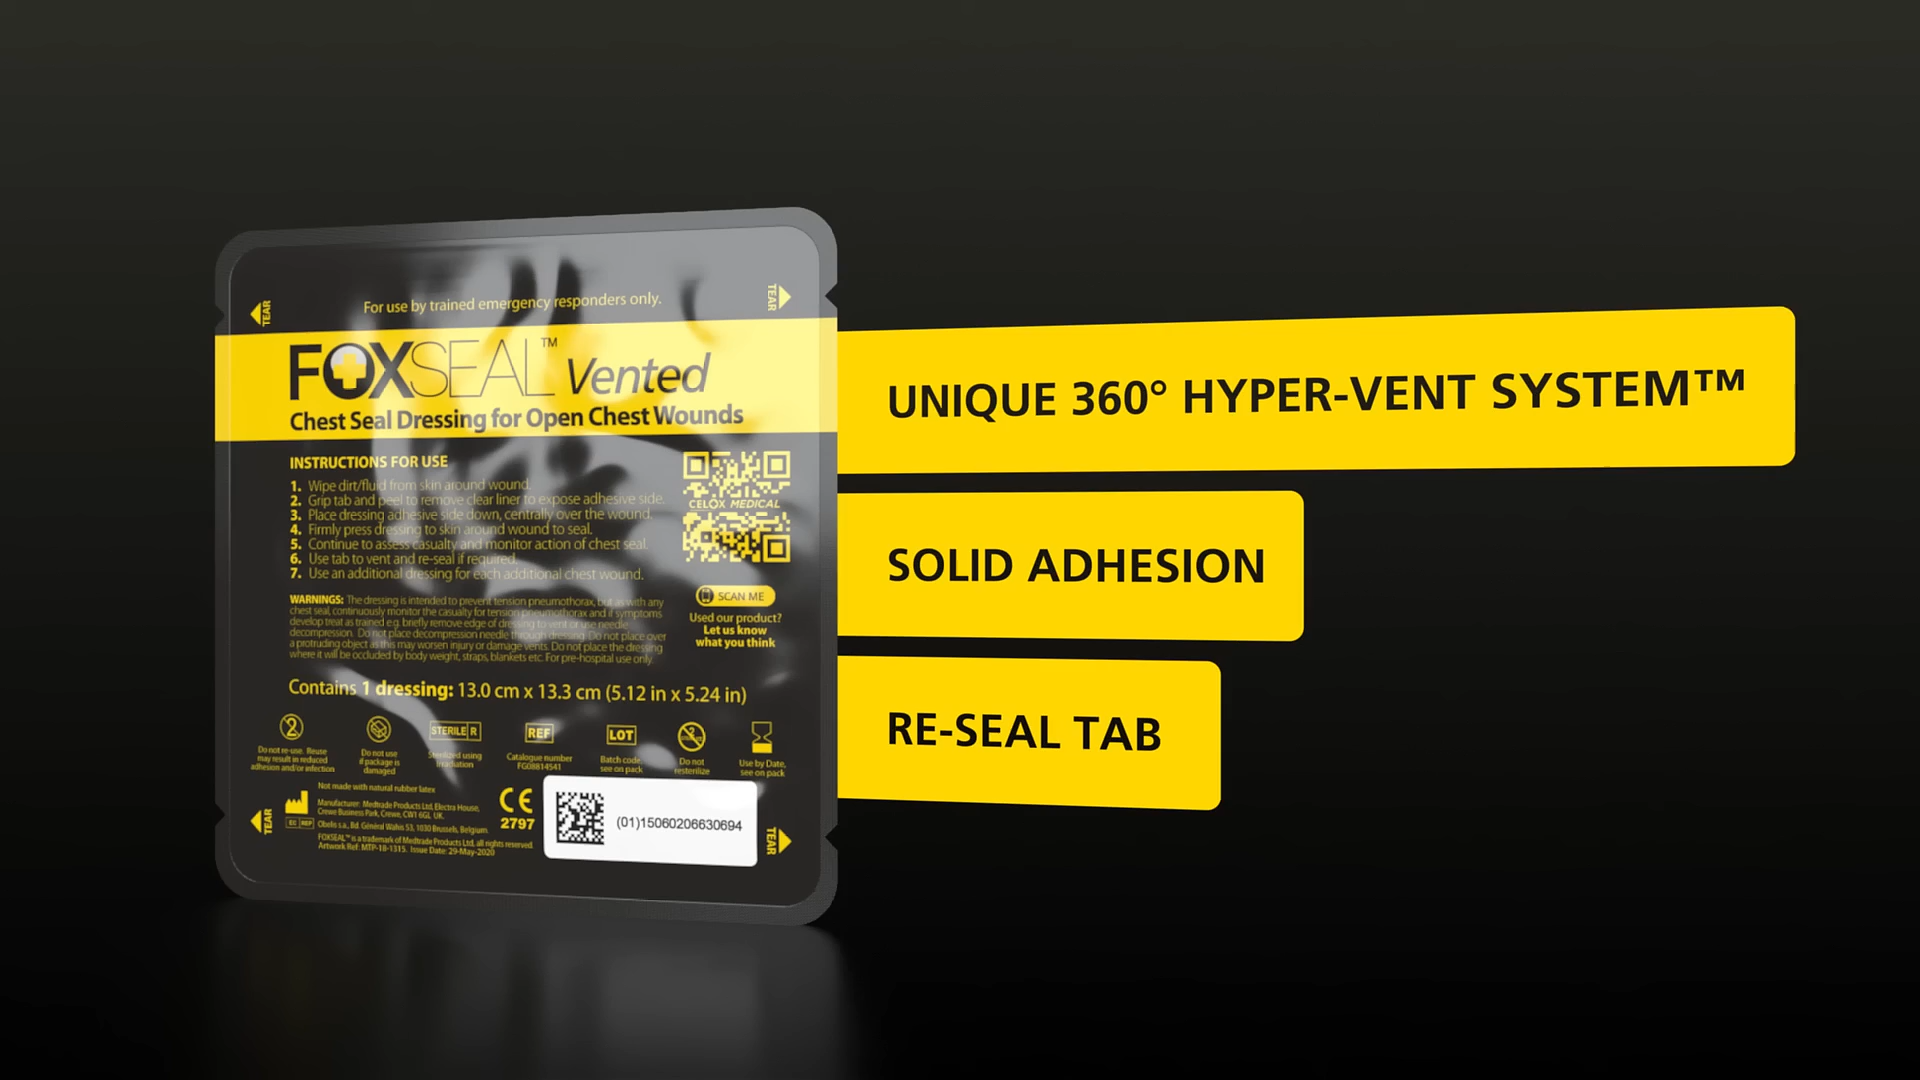 TEAR
For use by trained emergency responders only.
TEAR
FOXSEAL™ Vented
Chest Seal Dressing for Open Chest Wounds
INSTRUCTIONS FOR USE
1. Wipe dirt/fluid from skin around wound.
2. Grip tab and peel to remove clear liner to expose adhesive side.
3. Place dressing adhesive side down, centrally over the wound.
4. Firmly press dressing to skin around wound to seal.
5. Continue to assess casualty and monitor action of chest seal.
6. Use tab to vent and re-seal if required.
7. Use an additional dressing for each additional chest wound.
CELOX MEDICAL
SCAN ME
Used our product?
Let us know
what you think
WARNINGS: The dressing is intended to prevent tension pneumothorax, but as with any
chest seal, continuously monitor the casualty for tension pneumothorax and if symptoms
develop treat as trained e.g. briefly remove edge of dressing to vent or use needle
decompression. Do not place decompression needle through dressing. Do not place over
a protruding object as this may worsen injury or damage vents. Do not place the dressing
where it will be occluded by body weight, straps, blankets etc. For pre-hospital use only.
Contains 1 dressing: 13.0 cm x 13.3 cm (5.12 in x 5.24 in)
2
STERILE R
REF
LOT
2
Do not re-use. Reuse
may result in reduced
adhesion and/or infection
Do not use
if package is
damaged
Sterilized using
irradiation
Catalogue number
FG08814541
Batch code,
see on pack
Do not
resterilize
Use by Date,
see on pack
Not made with natural rubber latex
Manufacturer: Medtrade Products Ltd, Electra House,
Crewe Business Park, Crewe, CW1 6GL UK.
EC REP
Obelis s.a., Bd. Général Wahis 53, 1030 Brussels, Belgium
FOXSEAL™ is a trademark of Medtrade Products Ltd, all rights reserved.
Artwork Ref: MTP-18-1315. Issue Date: 29-May-2020
CE
2797
(01)15060206630694
TEAR
TEAR
UNIQUE 360° HYPER-VENT SYSTEM™
SOLID ADHESION
RE-SEAL TAB